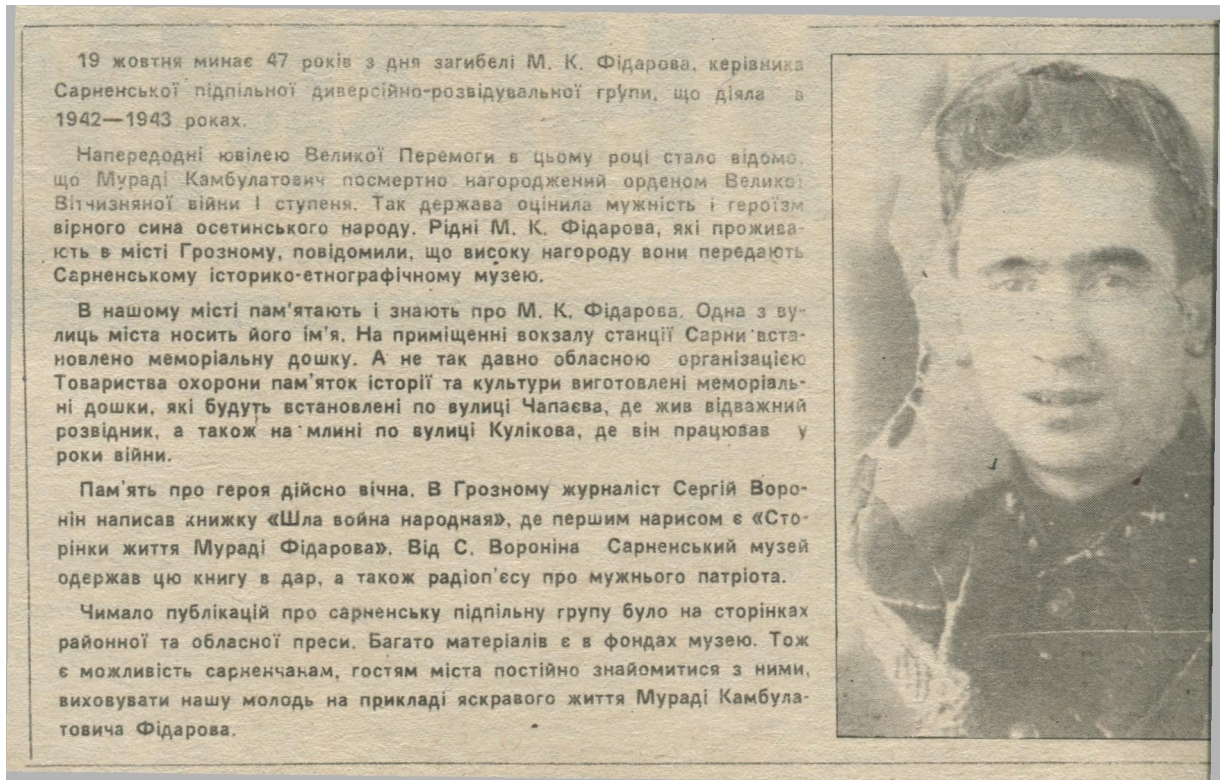 19 жовтня минає 47 років з дня загибелі М. К. Фідарова, керівника
Сарненської підпільної диверсійно-розвідувальної групи, що діяла в
1942—1943 роках.
Напередодні ювілею Великої Перемоги в цьому році стало відомо,
що Мураді Камбулатович посмертно нагороджений орденом Великої
Вітчизняної війни I ступеня. Так держава оцінила мужність і героїзм
вірного сина осетинського народу. Рідні М. К. Фідарова, які прожива-
ють в місті Грозному, повідомили, що високу нагороду вони передають
Сарненському історико-етнографічному музею.
В нашому місті пам'ятають і знають про М. К. Фідарова. Одна з ву-
лиць міста носить його ім'я. На приміщенні вокзалу станції Сарни вста-
новлено меморіальну дошку. А не так давно обласною організацією
Товариства охорони пам'яток історії та культури виготовлені меморіаль-
ні дошки, які будуть встановлені по вулиці Чапаєва, де жив відважний
розвідник, а також на млині по вулиці Кулікова, де він працював у
роки війни.
Пам'ять про героя дійсно вічна. В Грозному журналіст Сергій Воро-
нін написав книжку «Шла война народная», де першим нарисом є «Сто-
рінки життя Мураді Фідарова». Від С. Вороніна Сарненський музей
одержав цю книгу в дар, а також радіоп'єсу про мужнього патріота.
Чимало публікацій про сарненську підпільну групу було на сторінках
районної та обласної преси. Багато матеріалів є в фондах музею. Тож
є можливість сарненчанам, гостям міста постійно знайомитися з ними,
виховувати нашу молодь на прикладі яскравого життя Мураді Камбула-
товича Фідарова.